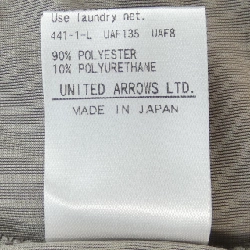 Use laundry net.
441-1-L UAF135 UAF8
90% POLYESTER
10% POLYURETHANE
UNITED ARROWS LTD.
MADE IN JAPAN